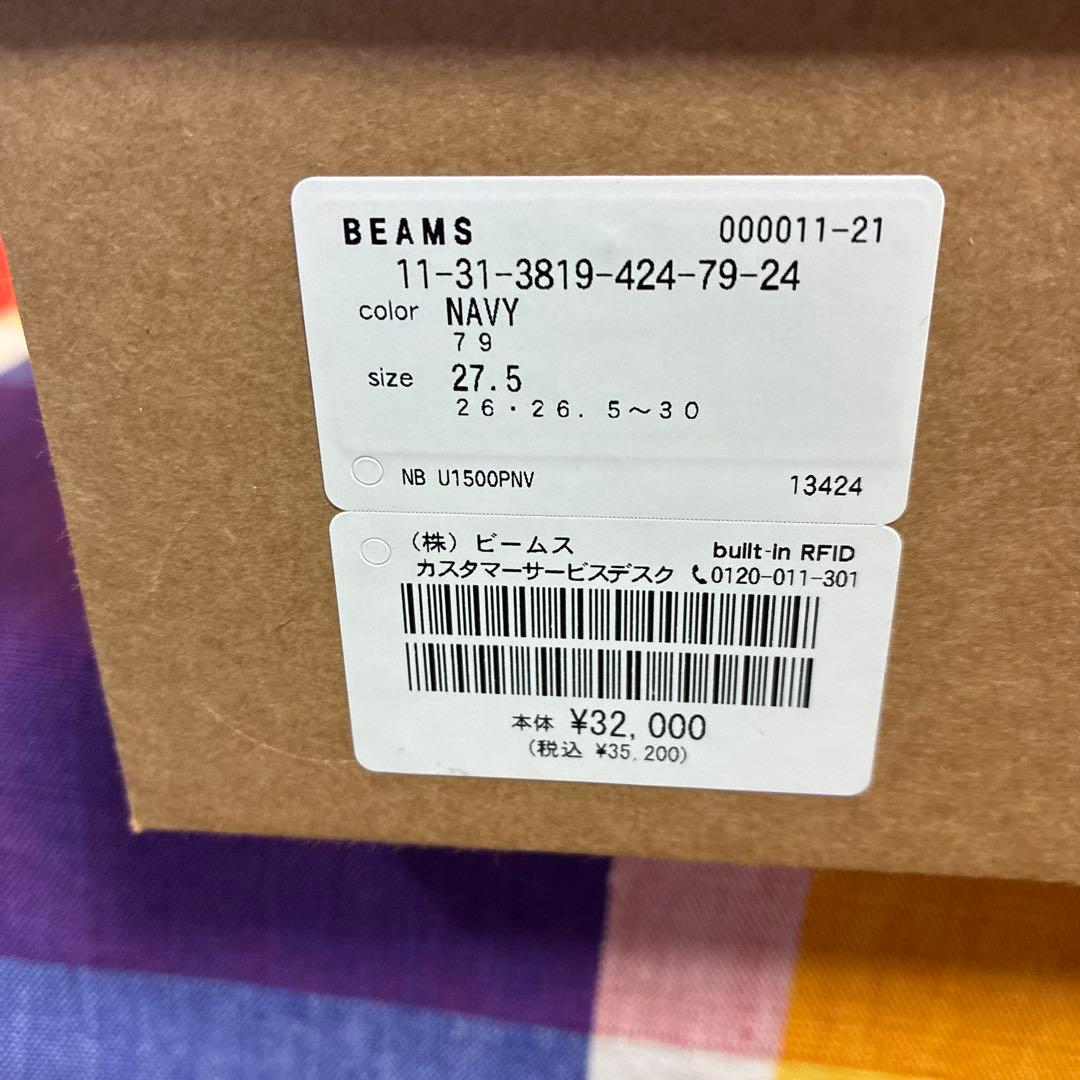 BEAMS 000011-21
11-31-3819-424-79-24
color NAVY
79
size 27.5
26・26.5～30
NB U1500PNV 13424
(株) ビームス built-in RFID
カスタマーサービスデスク 0120-011-301
本体 ¥32,000
(税込 ¥35,200)